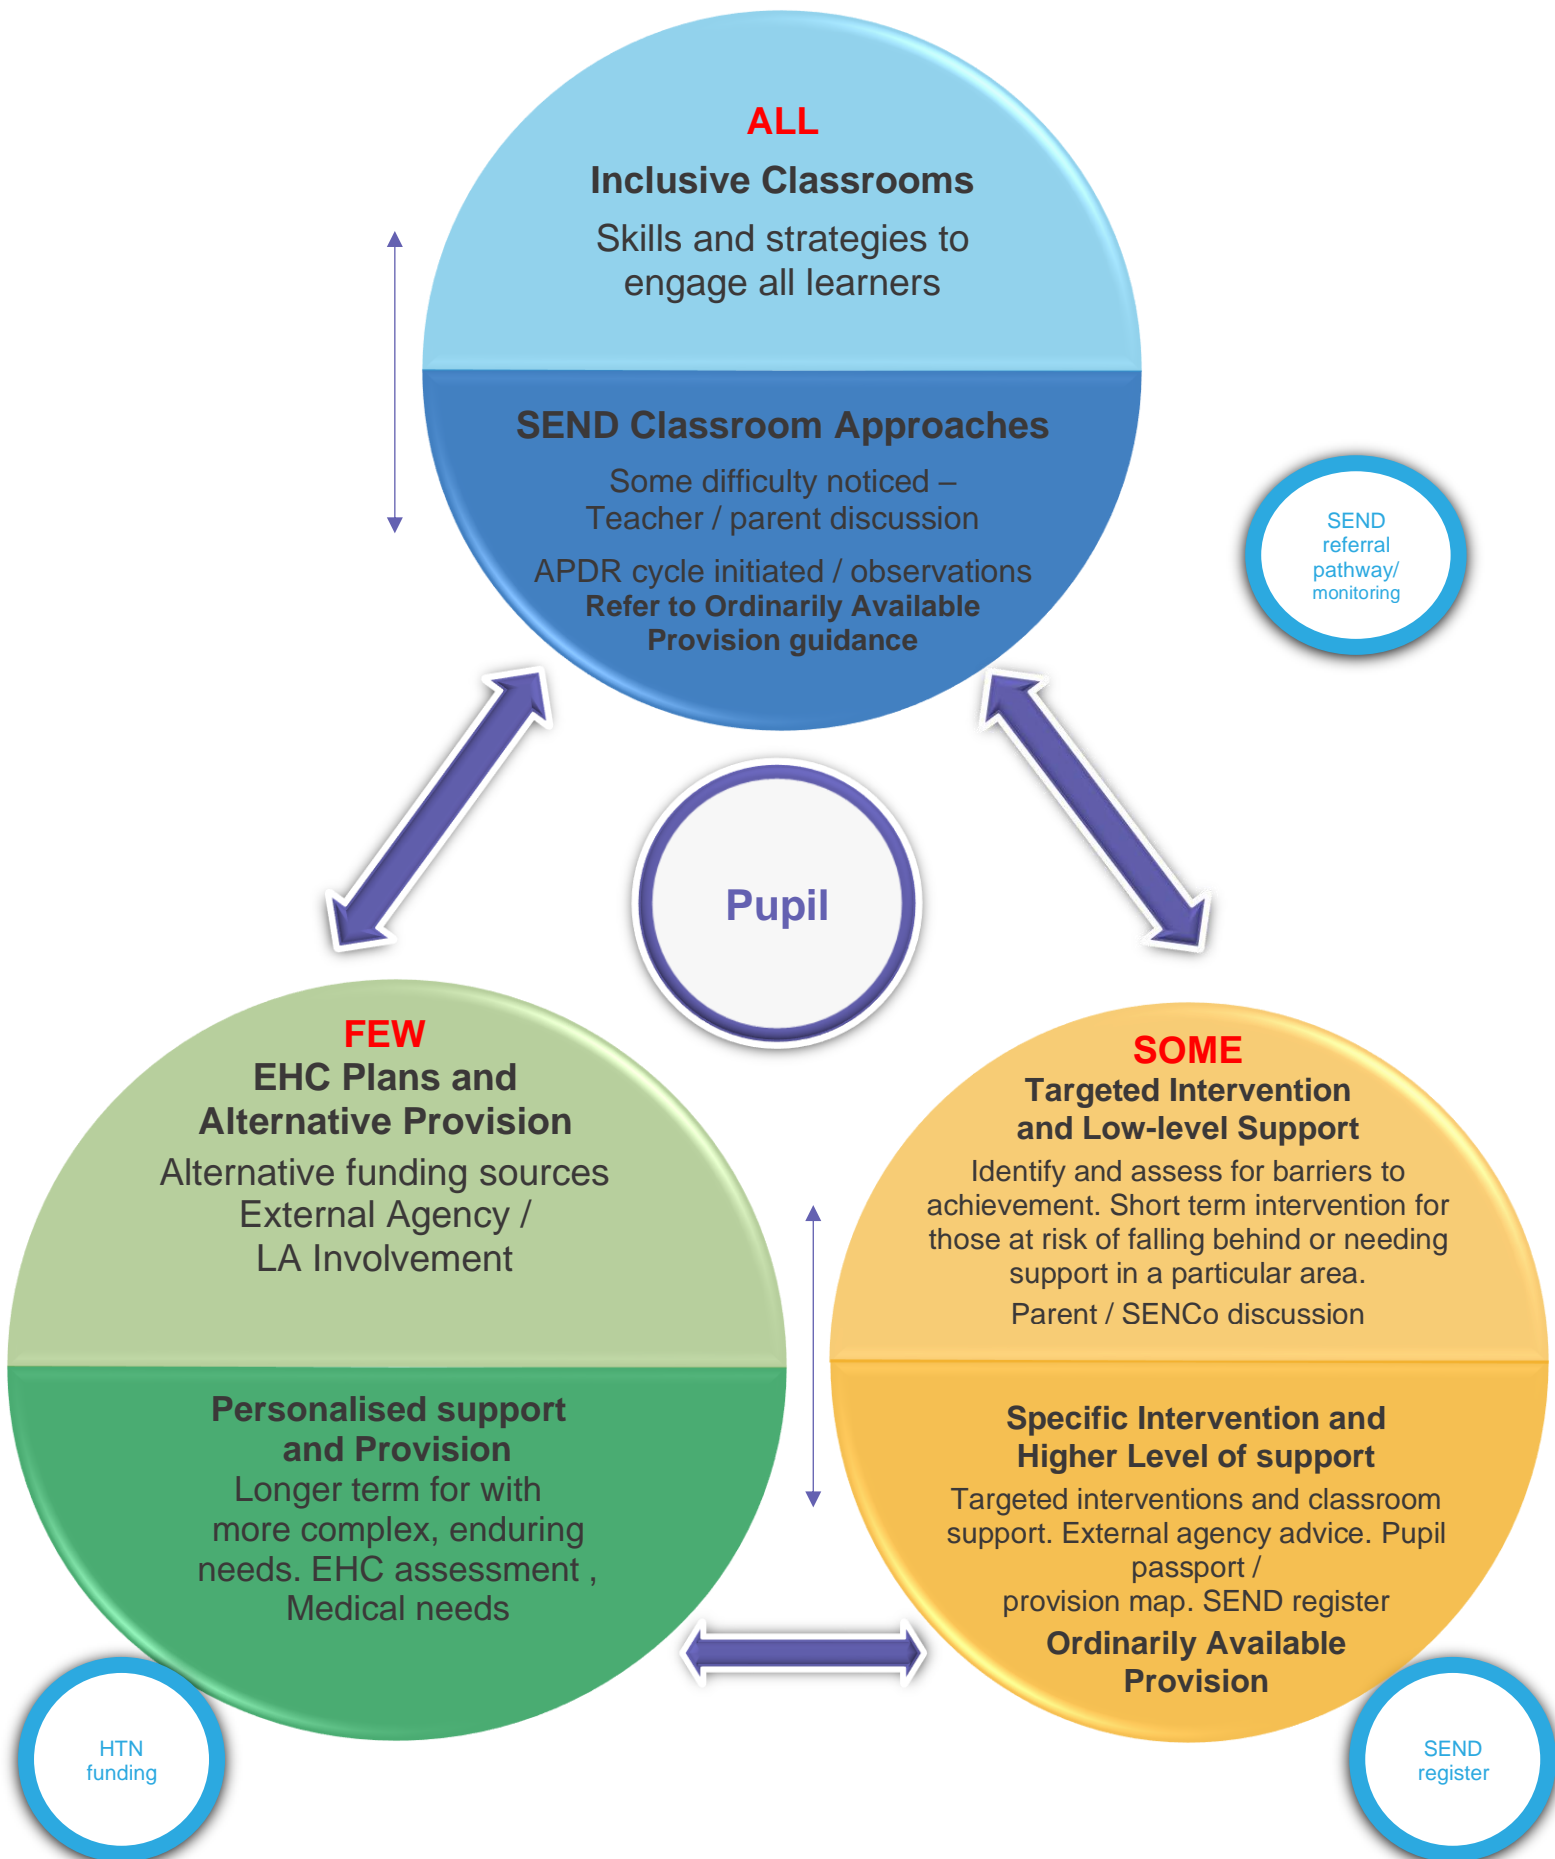 ALL
Inclusive Classrooms
Skills and strategies to
engage all learners
SEND Classroom Approaches
Some difficulty noticed –
Teacher / parent discussion
APDR cycle initiated / observations
Refer to Ordinarily Available
Provision guidance
SEND
referral
pathway/
monitoring
Pupil
FEW
EHC Plans and
Alternative Provision
Alternative funding sources
External Agency /
LA Involvement
Personalised support
and Provision
Longer term for with
more complex, enduring
needs. EHC assessment ,
Medical needs
HTN
funding
SOME
Targeted Intervention
and Low-level Support
Identify and assess for barriers to
achievement. Short term intervention for
those at risk of falling behind or needing
support in a particular area.
Parent / SENCo discussion
Specific Intervention and
Higher Level of support
Targeted interventions and classroom
support. External agency advice. Pupil
passport /
provision map. SEND register
Ordinarily Available
Provision
SEND
register